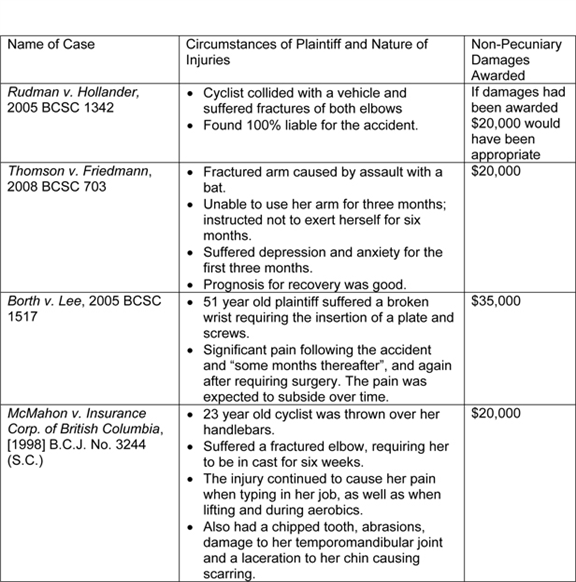 Name of Case
Circumstances of Plaintiff and Nature of
Injuries
Non-Pecuniary
Damages
Awarded
Rudman v. Hollander,
2005 BCSC 1342
• Cyclist collided with a vehicle and
suffered fractures of both elbows
• Found 100% liable for the accident.
If damages had
been awarded
$20,000 would
have been
appropriate
Thomson v. Friedmann,
2008 BCSC 703
• Fractured arm caused by assault with a
bat.
• Unable to use her arm for three months;
instructed not to exert herself for six
months.
• Suffered depression and anxiety for the
first three months.
• Prognosis for recovery was good.
$20,000
Borth v. Lee, 2005 BCSC
1517
• 51 year old plaintiff suffered a broken
wrist requiring the insertion of a plate and
screws.
• Significant pain following the accident
and “some months thereafter”, and again
after requiring surgery. The pain was
expected to subside over time.
$35,000
McMahon v. Insurance
Corp. of British Columbia,
[1998] B.C.J. No. 3244
(S.C.)
• 23 year old cyclist was thrown over her
handlebars.
• Suffered a fractured elbow, requiring her
to be in cast for six weeks.
• The injury continued to cause her pain
when typing in her job, as well as when
lifting and during aerobics.
• Also had a chipped tooth, abrasions,
damage to her temporomandibular joint
and a laceration to her chin causing
scarring.
$20,000